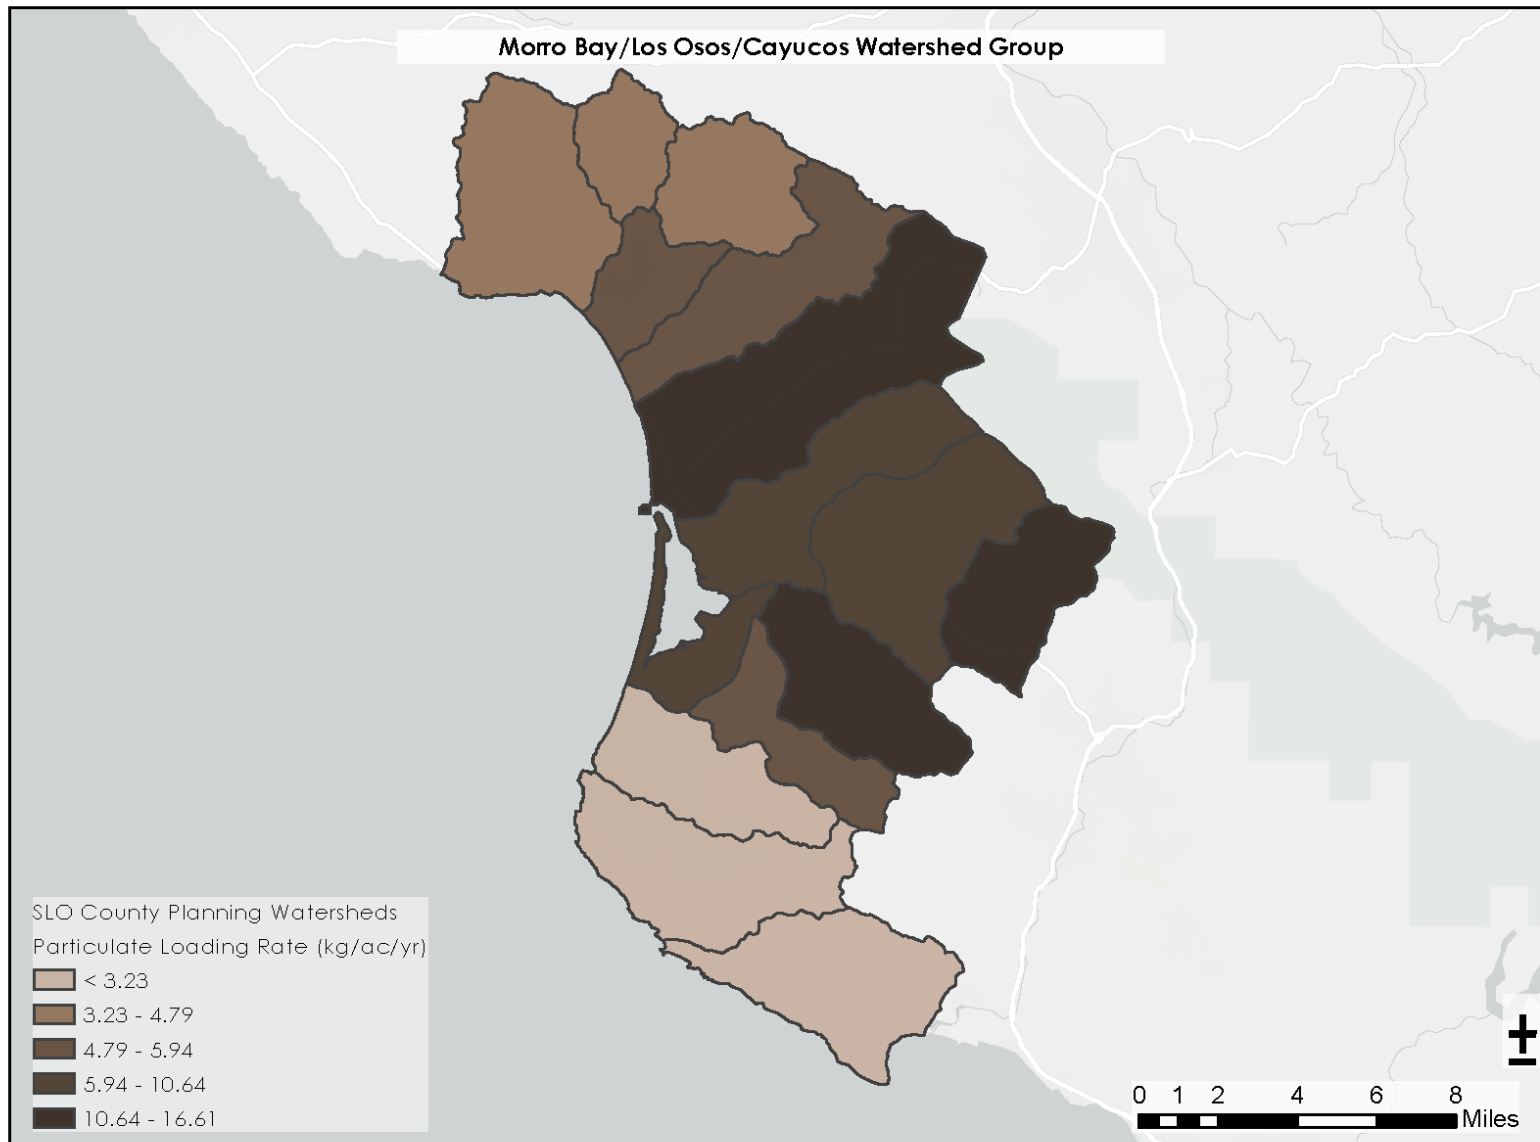 Morro Bay/Los Osos/Cayucos Watershed Group
SLO County Planning Watersheds
Particulate Loading Rate (kg/ac/yr)
< 3.23
3.23 - 4.79
4.79 - 5.94
5.94 - 10.64
10.64 - 16.61
0 1 2 4 6 8
Miles